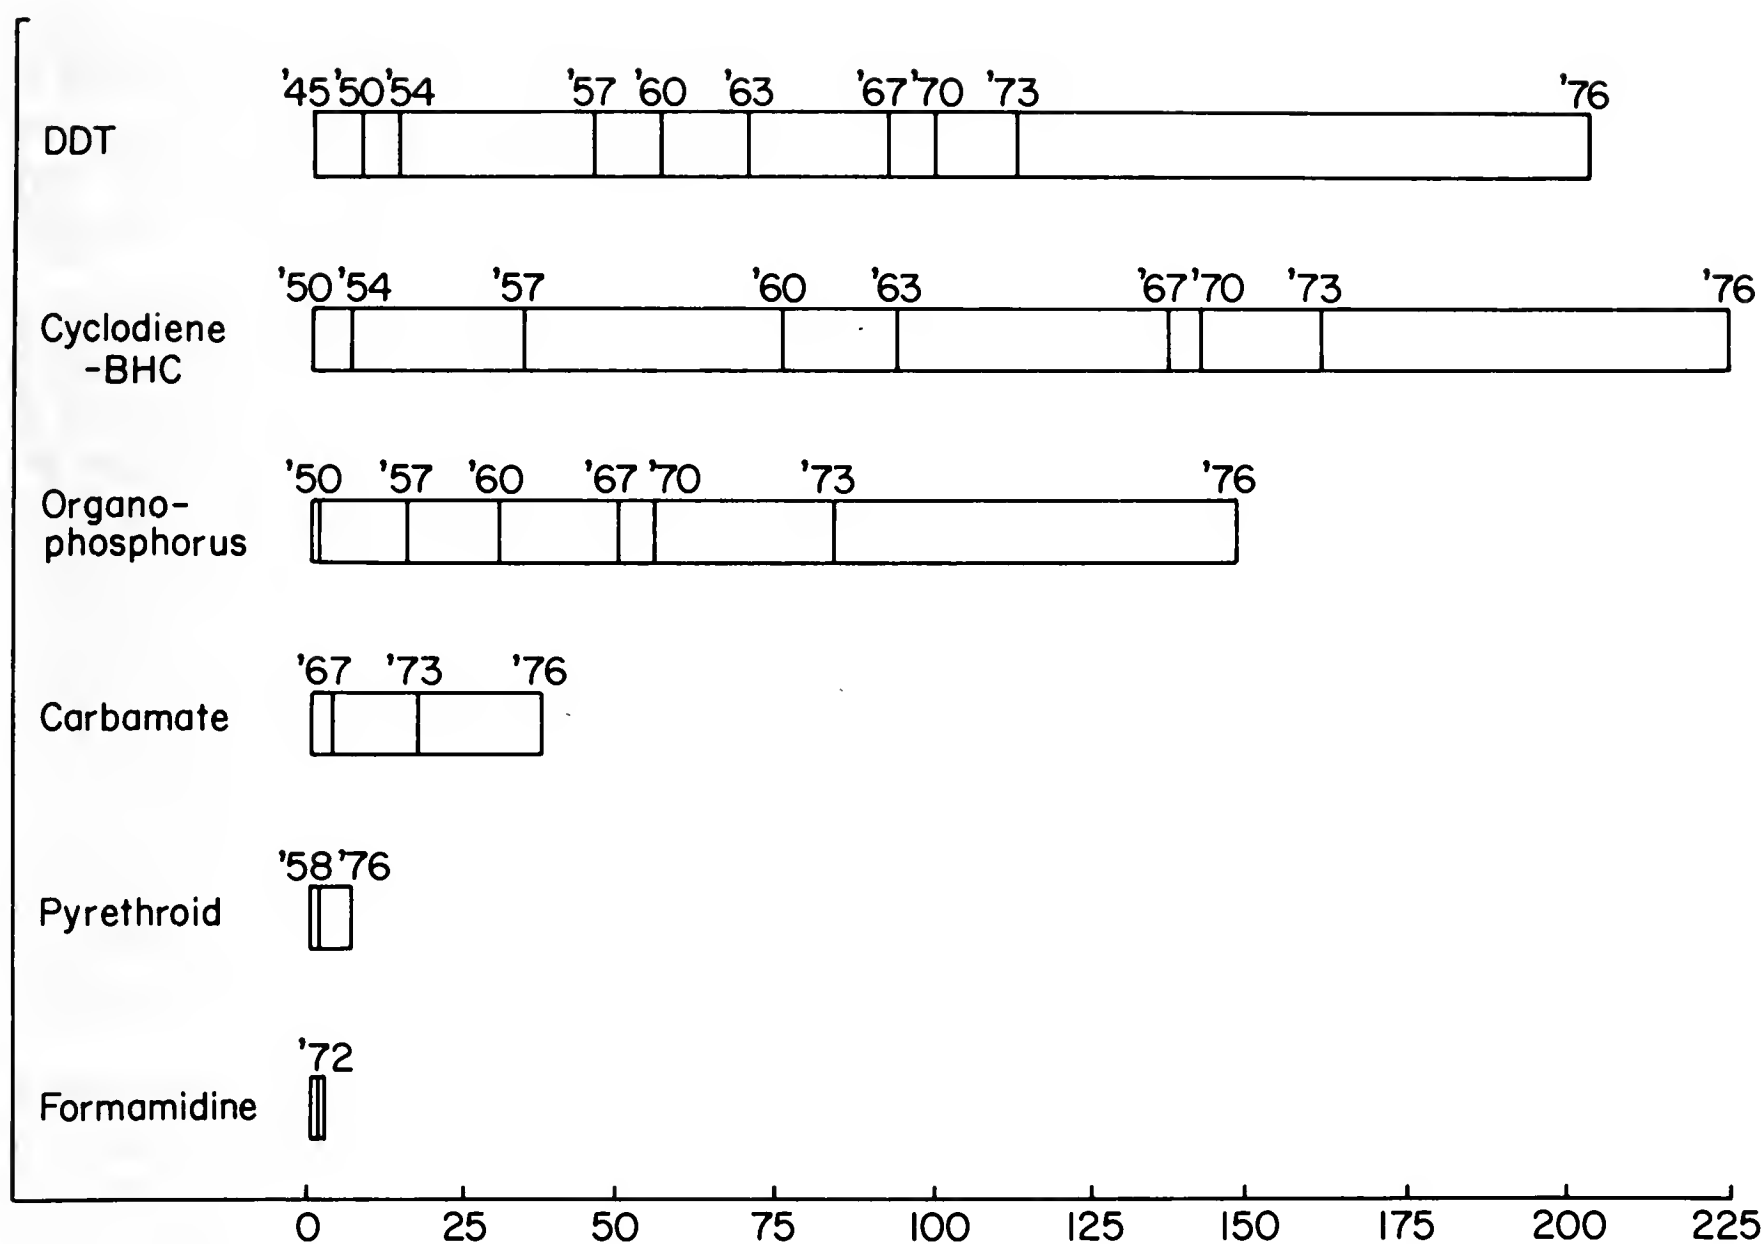 '45 '50 '54 '57 '60 '63 '67 '70 '73 '76
DDT
'50 '54 '57 '60 '63 '67 '70 '73 '76
Cyclodiene
-BHC
'50 '57 '60 '67 '70 '73 '76
Organo-
phosphorus
'67 '73 '76
Carbamate
'58 '76
Pyrethroid
'72
Formamidine
0 25 50 75 100 125 150 175 200 225